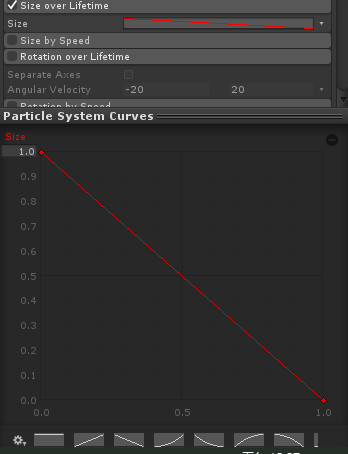 Size over Lifetime
Size
Size by Speed
Rotation over Lifetime
Separate Axes
Angular Velocity -20 20
Rotation by Speed
Particle System Curves
Size
1.0
0.9
0.8
0.7
0.6
0.5
0.4
0.3
0.2
0.1
0.0
0.0 0.5 1.0